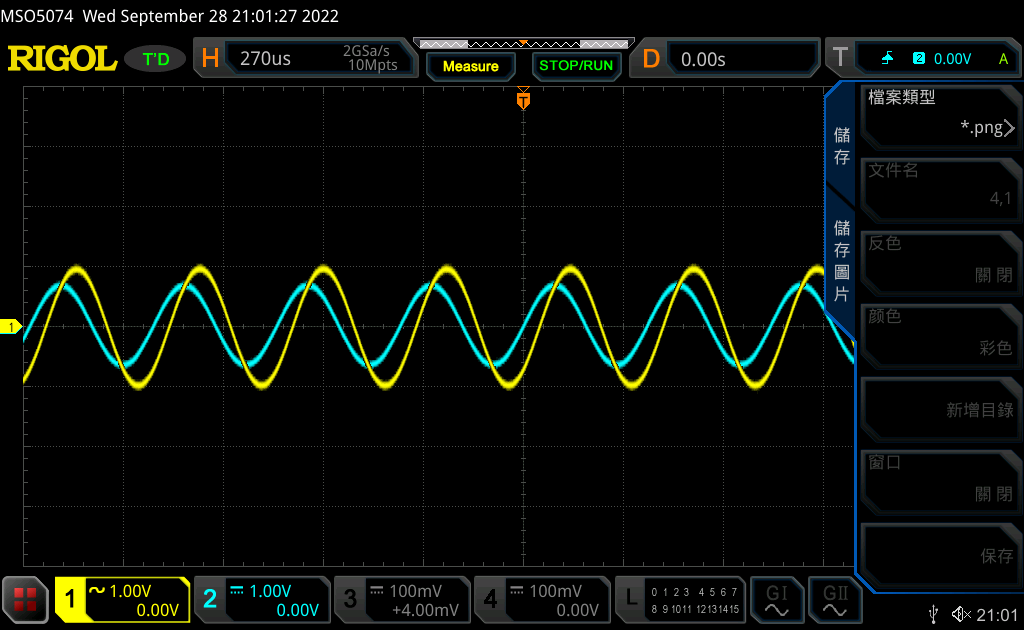 MSO5074 Wed September 28 21:01:27 2022
RIGOL T'D H 270us 2GSa/s 10Mpts Measure STOP/RUN D 0.00s T 2 0.00V A
T
1
儲存
儲存圖片
檔案類型
*.png
文件名
4,1
反色
關閉
颜色
彩色
新增目錄
窗口
關閉
保存
1 1.00V 0.00V
2 1.00V 0.00V
3 100mV +4.00mV
4 100mV 0.00V
L 0 1 2 3 4 5 6 7
8 9 10 11 12 13 14 15
GI
GII
21:01